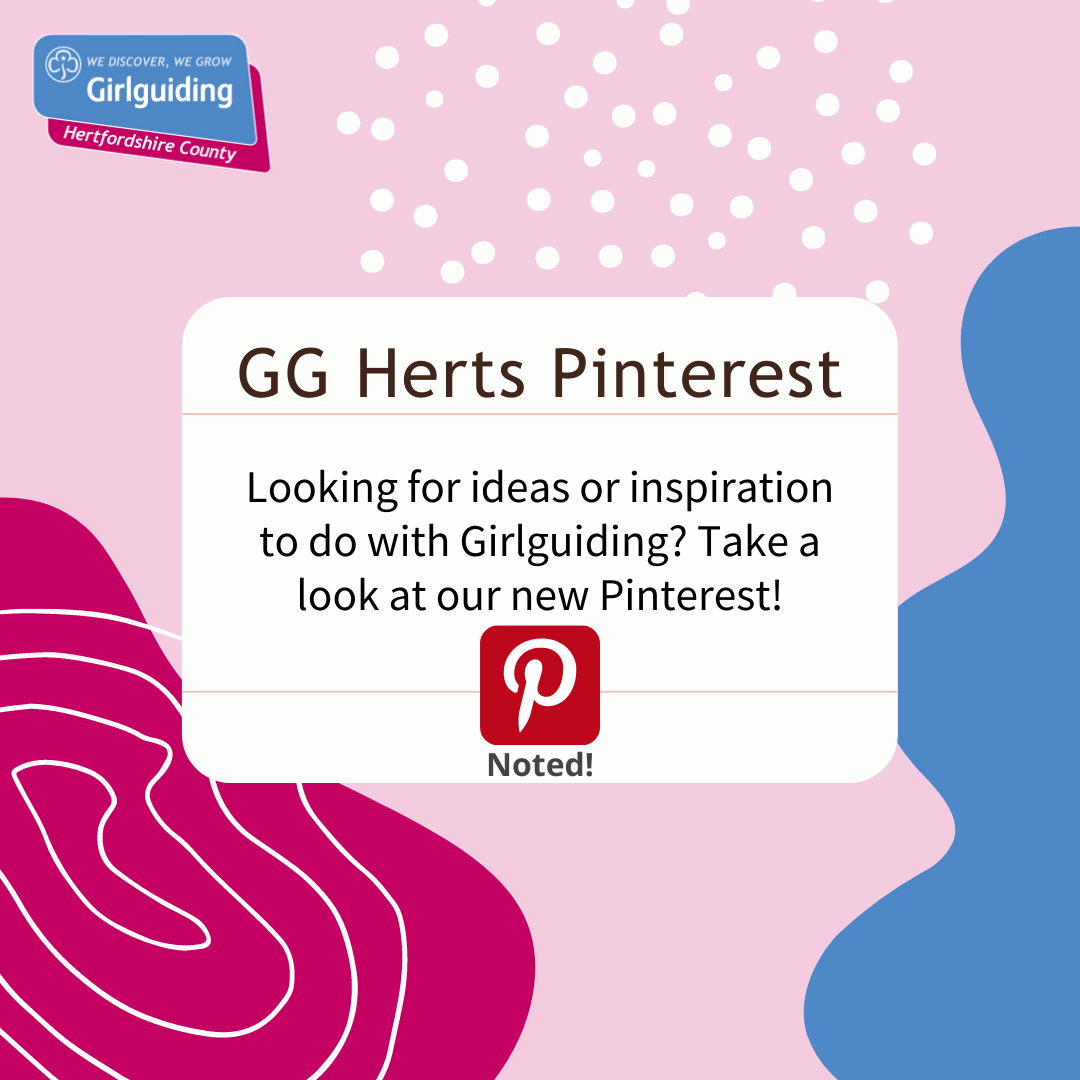 WE DISCOVER, WE GROW
Girlguiding
Hertfordshire County
GG Herts Pinterest
Looking for ideas or inspiration
to do with Girlguiding? Take a
look at our new Pinterest!
Noted!